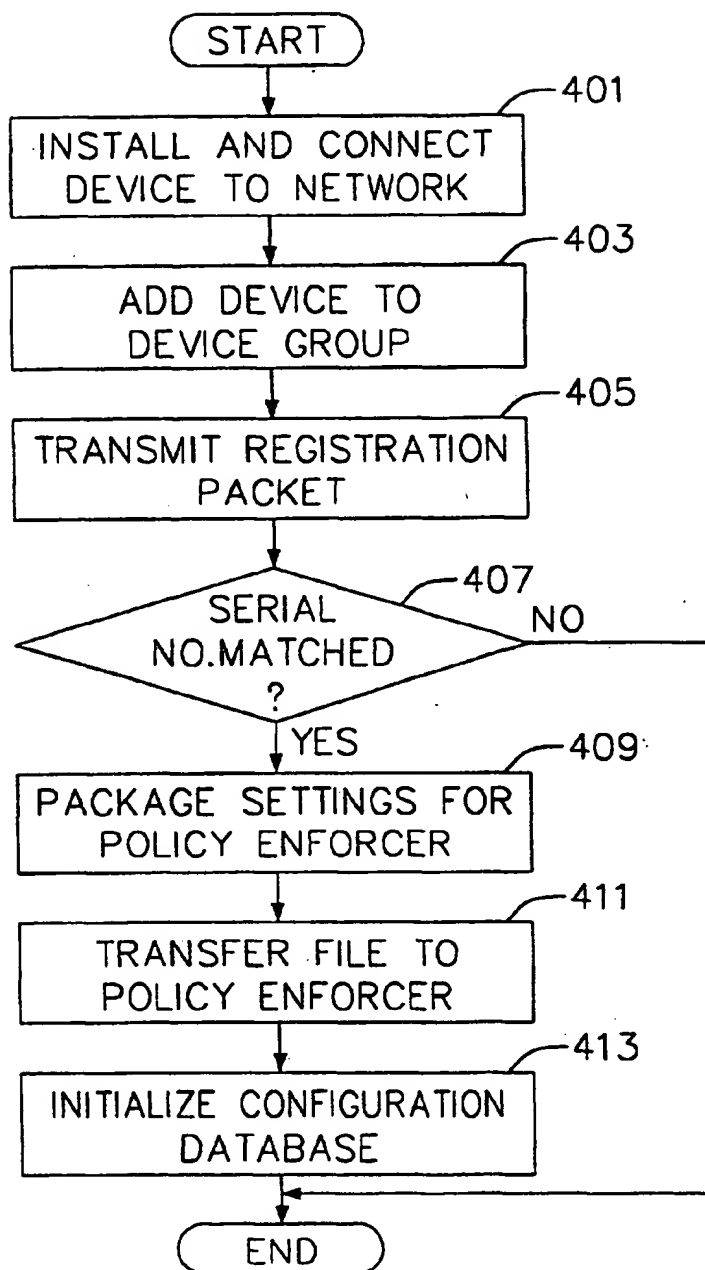 START
401
INSTALL AND CONNECT
DEVICE TO NETWORK
403
ADD DEVICE TO
DEVICE GROUP
405
TRANSMIT REGISTRATION
PACKET
407
SERIAL
NO.MATCHED
?
NO
YES
409
PACKAGE SETTINGS FOR
POLICY ENFORCER
411
TRANSFER FILE TO
POLICY ENFORCER
413
INITIALIZE CONFIGURATION
DATABASE
END